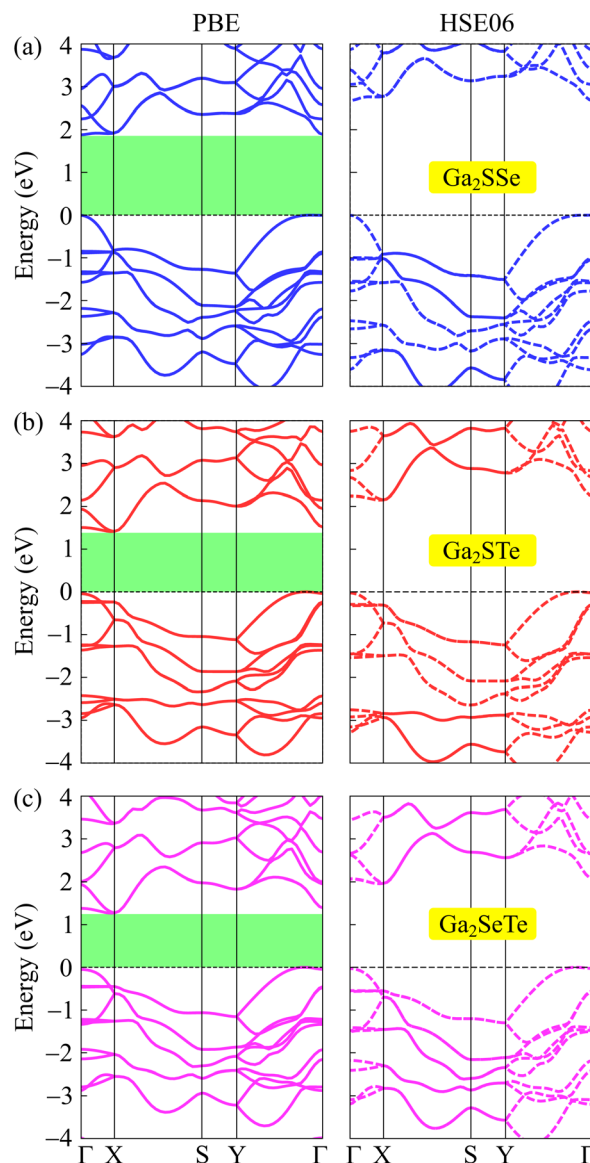 PBE HSE06
(a)
4
3
2
1
0
−1
−2
−3
−4
Energy (eV)
Ga₂SSe
(b)
4
3
2
1
0
−1
−2
−3
−4
Energy (eV)
Ga₂STe
(c)
4
3
2
1
0
−1
−2
−3
−4
Energy (eV)
Ga₂SeTe
Γ X S Y Γ X S Y Γ